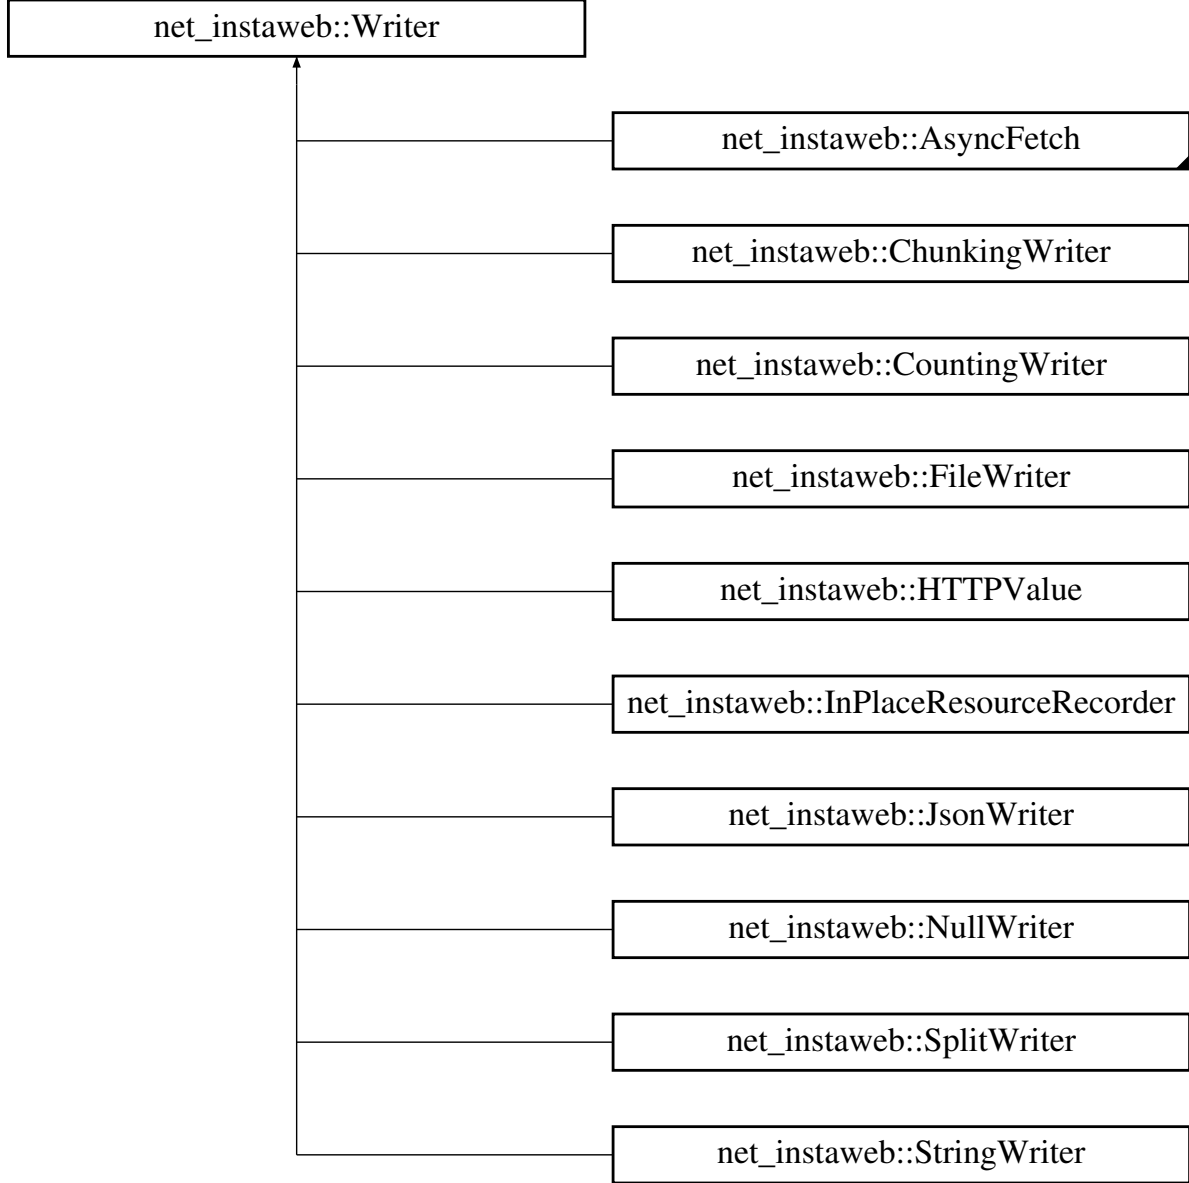 net_instaweb::Writer
net_instaweb::AsyncFetch
net_instaweb::ChunkingWriter
net_instaweb::CountingWriter
net_instaweb::FileWriter
net_instaweb::HTTPValue
net_instaweb::InPlaceResourceRecorder
net_instaweb::JsonWriter
net_instaweb::NullWriter
net_instaweb::SplitWriter
net_instaweb::StringWriter